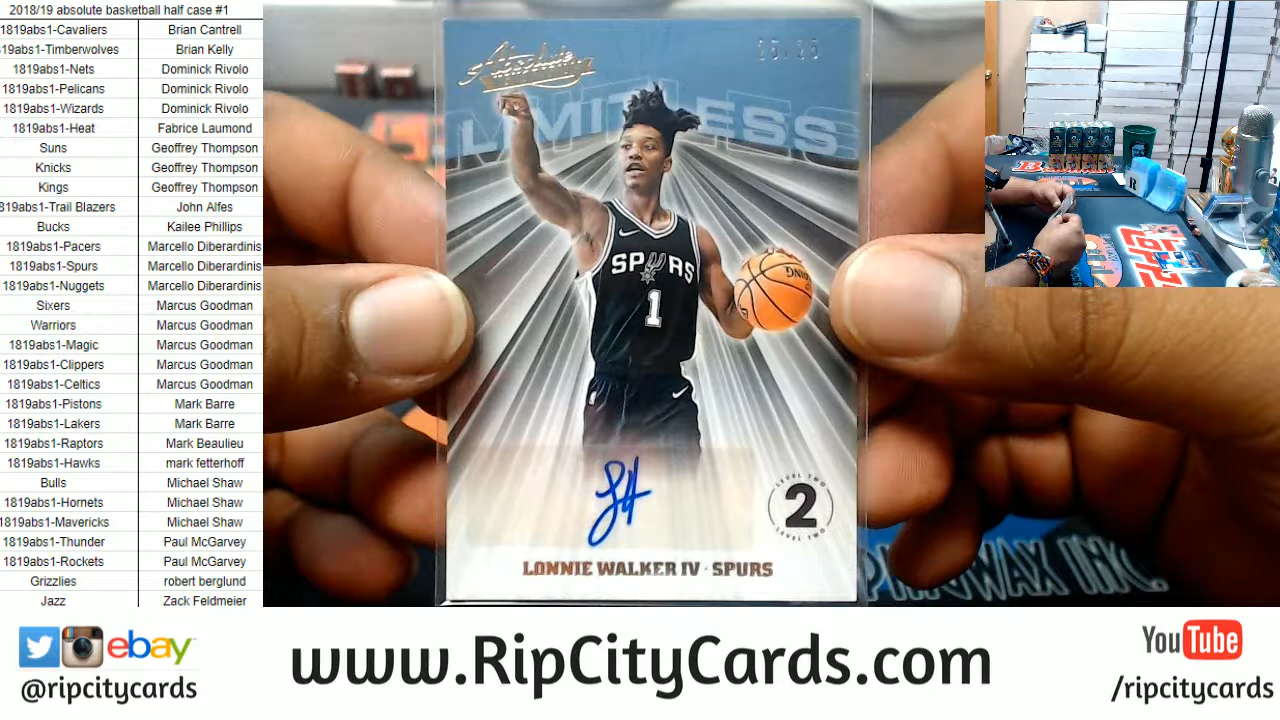 2018/19 absolute basketball half case #1
1819abs1-Cavaliers Brian Cantrell
19abs1-Timberwolves Brian Kelly
1819abs1-Nets Dominick Rivolo
1819abs1-Pelicans Dominick Rivolo
1819abs1-Wizards Dominick Rivolo
1819abs1-Heat Fabrice Laumond
Suns Geoffrey Thompson
Knicks Geoffrey Thompson
Kings Geoffrey Thompson
819abs1-Trail Blazers John Alfes
Bucks Kailee Phillips
1819abs1-Pacers Marcello Diberardinis
1819abs1-Spurs Marcello Diberardinis
1819abs1-Nuggets Marcello Diberardinis
Sixers Marcus Goodman
Warriors Marcus Goodman
1819abs1-Magic Marcus Goodman
1819abs1-Clippers Marcus Goodman
1819abs1-Celtics Marcus Goodman
1819abs1-Pistons Mark Barre
1819abs1-Lakers Mark Barre
1819abs1-Raptors Mark Beaulieu
1819abs1-Hawks mark fetterhoff
Bulls Michael Shaw
1819abs1-Hornets Michael Shaw
1819abs1-Mavericks Michael Shaw
1819abs1-Thunder Paul McGarvey
1819abs1-Rockets Paul McGarvey
Grizzlies robert berglund
Jazz Zack Feldmeier
Absolute
LIMITLESS
SPURS
1
LEVEL TWO
2
LEVEL TWO
LONNIE WALKER IV · SPURS
WAX INC.
ebay
@ripcitycards
www.RipCityCards.com
YouTube
/ripcitycards